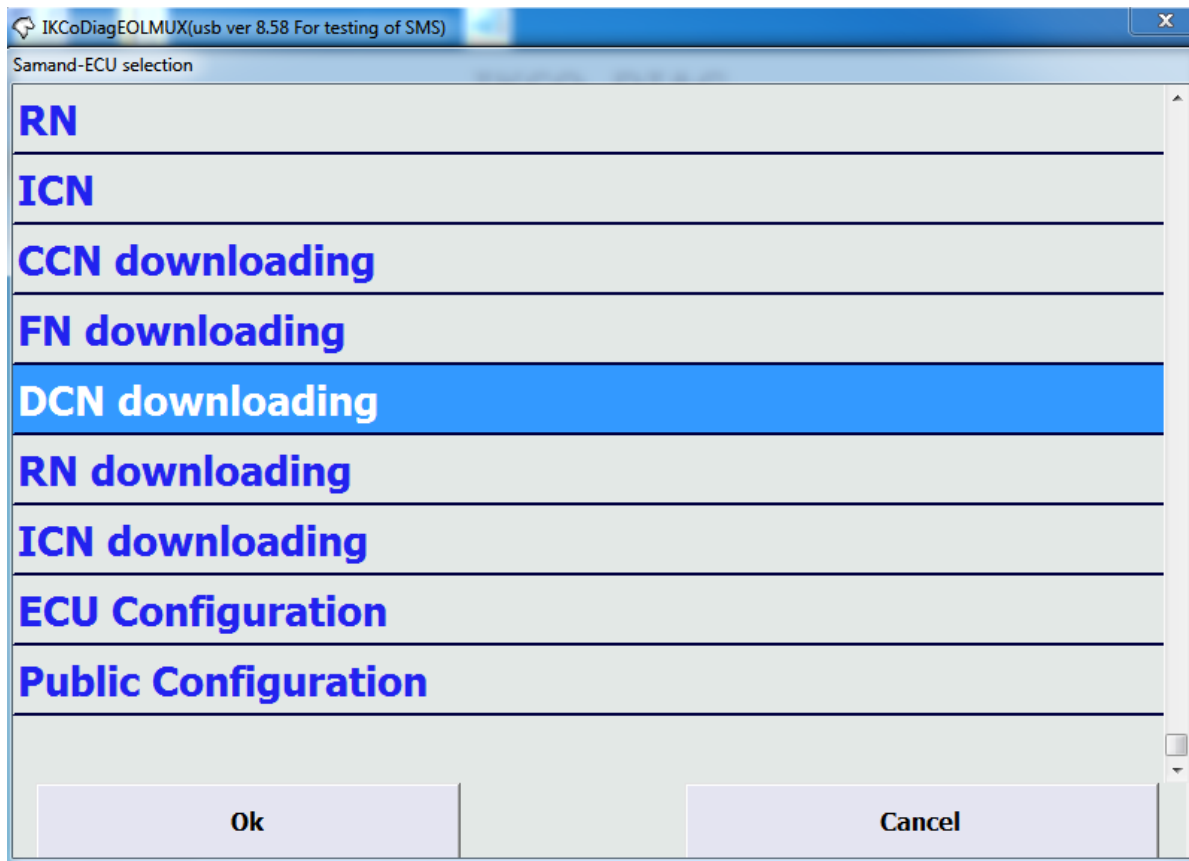 IKCoDiagEOLMUX(usb ver 8.58 For testing of SMS)
Samand-ECU selection
RN
ICN
CCN downloading
FN downloading
DCN downloading
RN downloading
ICN downloading
ECU Configuration
Public Configuration
Ok Cancel